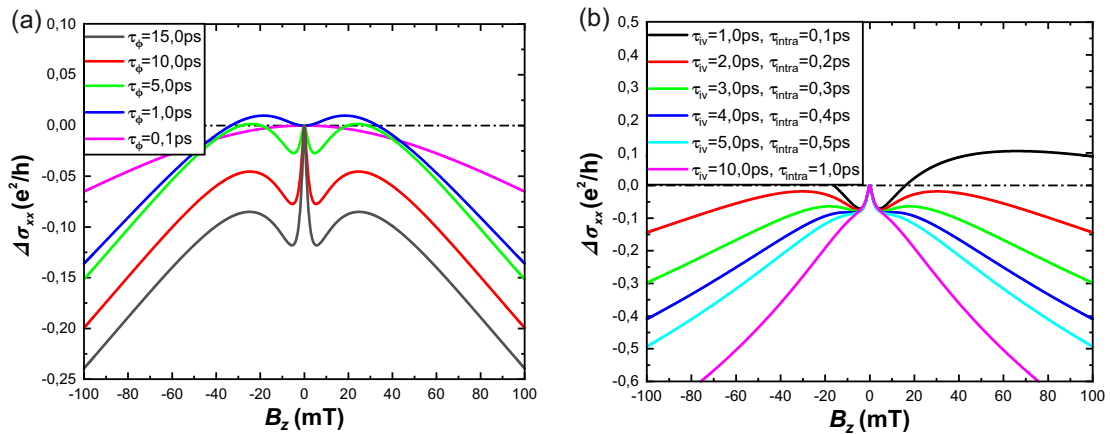 (a)
0,10
0,05
0,00
-0,05
-0,10
-0,15
-0,20
-0,25
Δσxx (e²/h)
τϕ=15,0ps
τϕ=10,0ps
τϕ=5,0ps
τϕ=1,0ps
τϕ=0,1ps
-100 -80 -60 -40 -20 0 20 40 60 80 100
Bz (mT)
(b)
0,5
0,4
0,3
0,2
0,1
0,0
-0,1
-0,2
-0,3
-0,4
-0,5
-0,6
Δσxx (e²/h)
τiv=1,0ps, τintra=0,1ps
τiv=2,0ps, τintra=0,2ps
τiv=3,0ps, τintra=0,3ps
τiv=4,0ps, τintra=0,4ps
τiv=5,0ps, τintra=0,5ps
τiv=10,0ps, τintra=1,0ps
-100 -80 -60 -40 -20 0 20 40 60 80 100
Bz (mT)